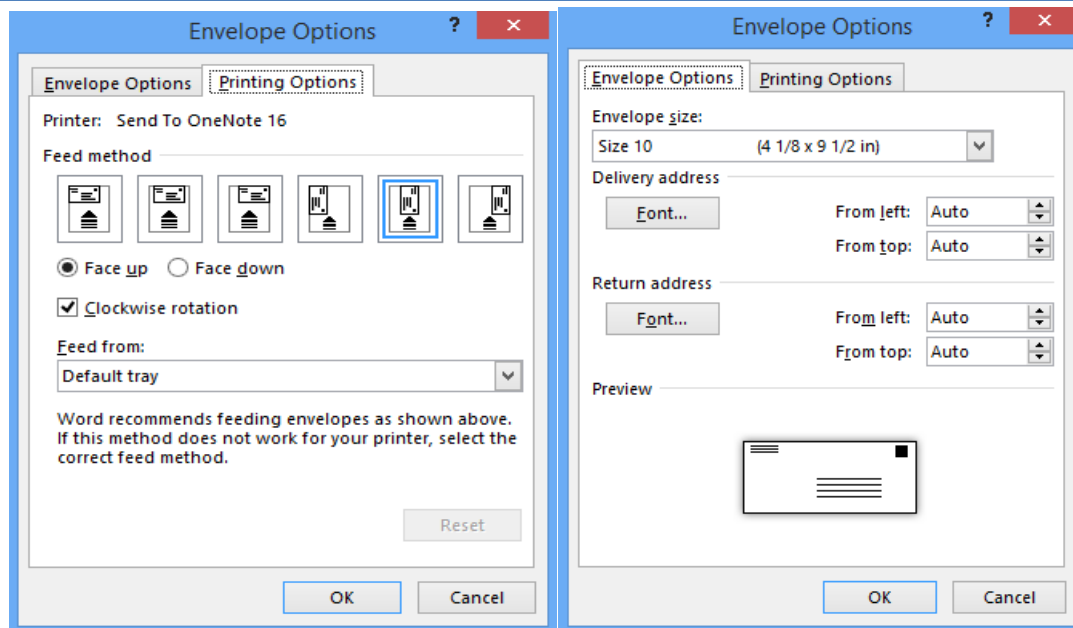 Envelope Options ? ×
Envelope Options Printing Options
Printer: Send To OneNote 16
Feed method
Face up Face down
Clockwise rotation
Feed from:
Default tray
Word recommends feeding envelopes as shown above.
If this method does not work for your printer, select the
correct feed method.
Reset
OK Cancel
Envelope Options ? ×
Envelope Options Printing Options
Envelope size:
Size 10 (4 1/8 x 9 1/2 in)
Delivery address
Font... From left: Auto
From top: Auto
Return address
Font... From left: Auto
From top: Auto
Preview
OK Cancel